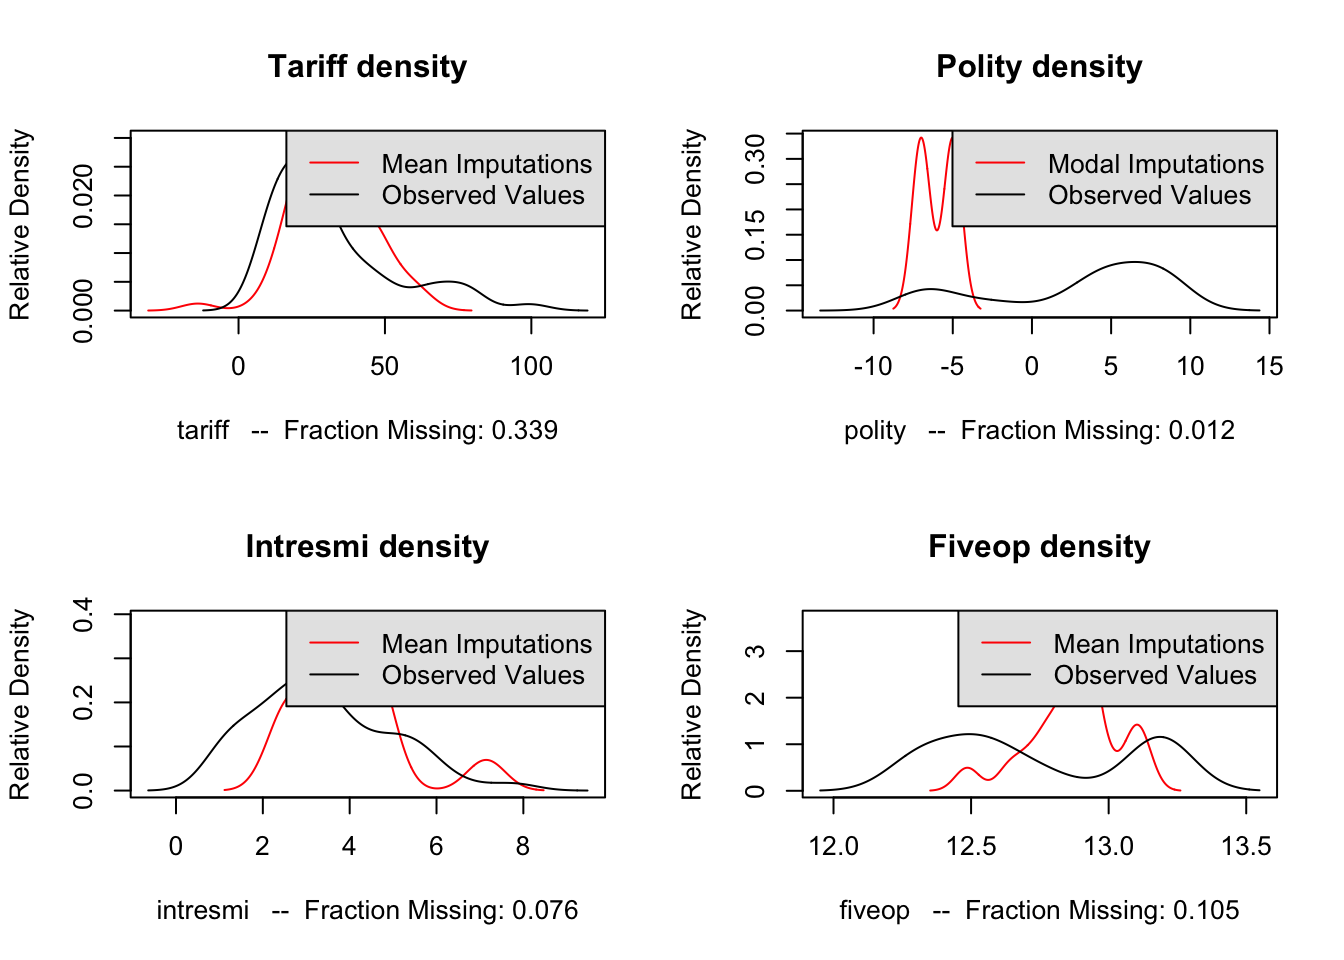 Tariff density
Relative Density
0.000
0.020
Mean Imputations
Observed Values
0
50
100
tariff -- Fraction Missing: 0.339
Polity density
Relative Density
0.00
0.15
0.30
Modal Imputations
Observed Values
-10
-5
0
5
10
15
polity -- Fraction Missing: 0.012
Intresmi density
Relative Density
0.0
0.2
0.4
Mean Imputations
Observed Values
0
2
4
6
8
intresmi -- Fraction Missing: 0.076
Fiveop density
Relative Density
0
1
2
3
Mean Imputations
Observed Values
12.0
12.5
13.0
13.5
fiveop -- Fraction Missing: 0.105